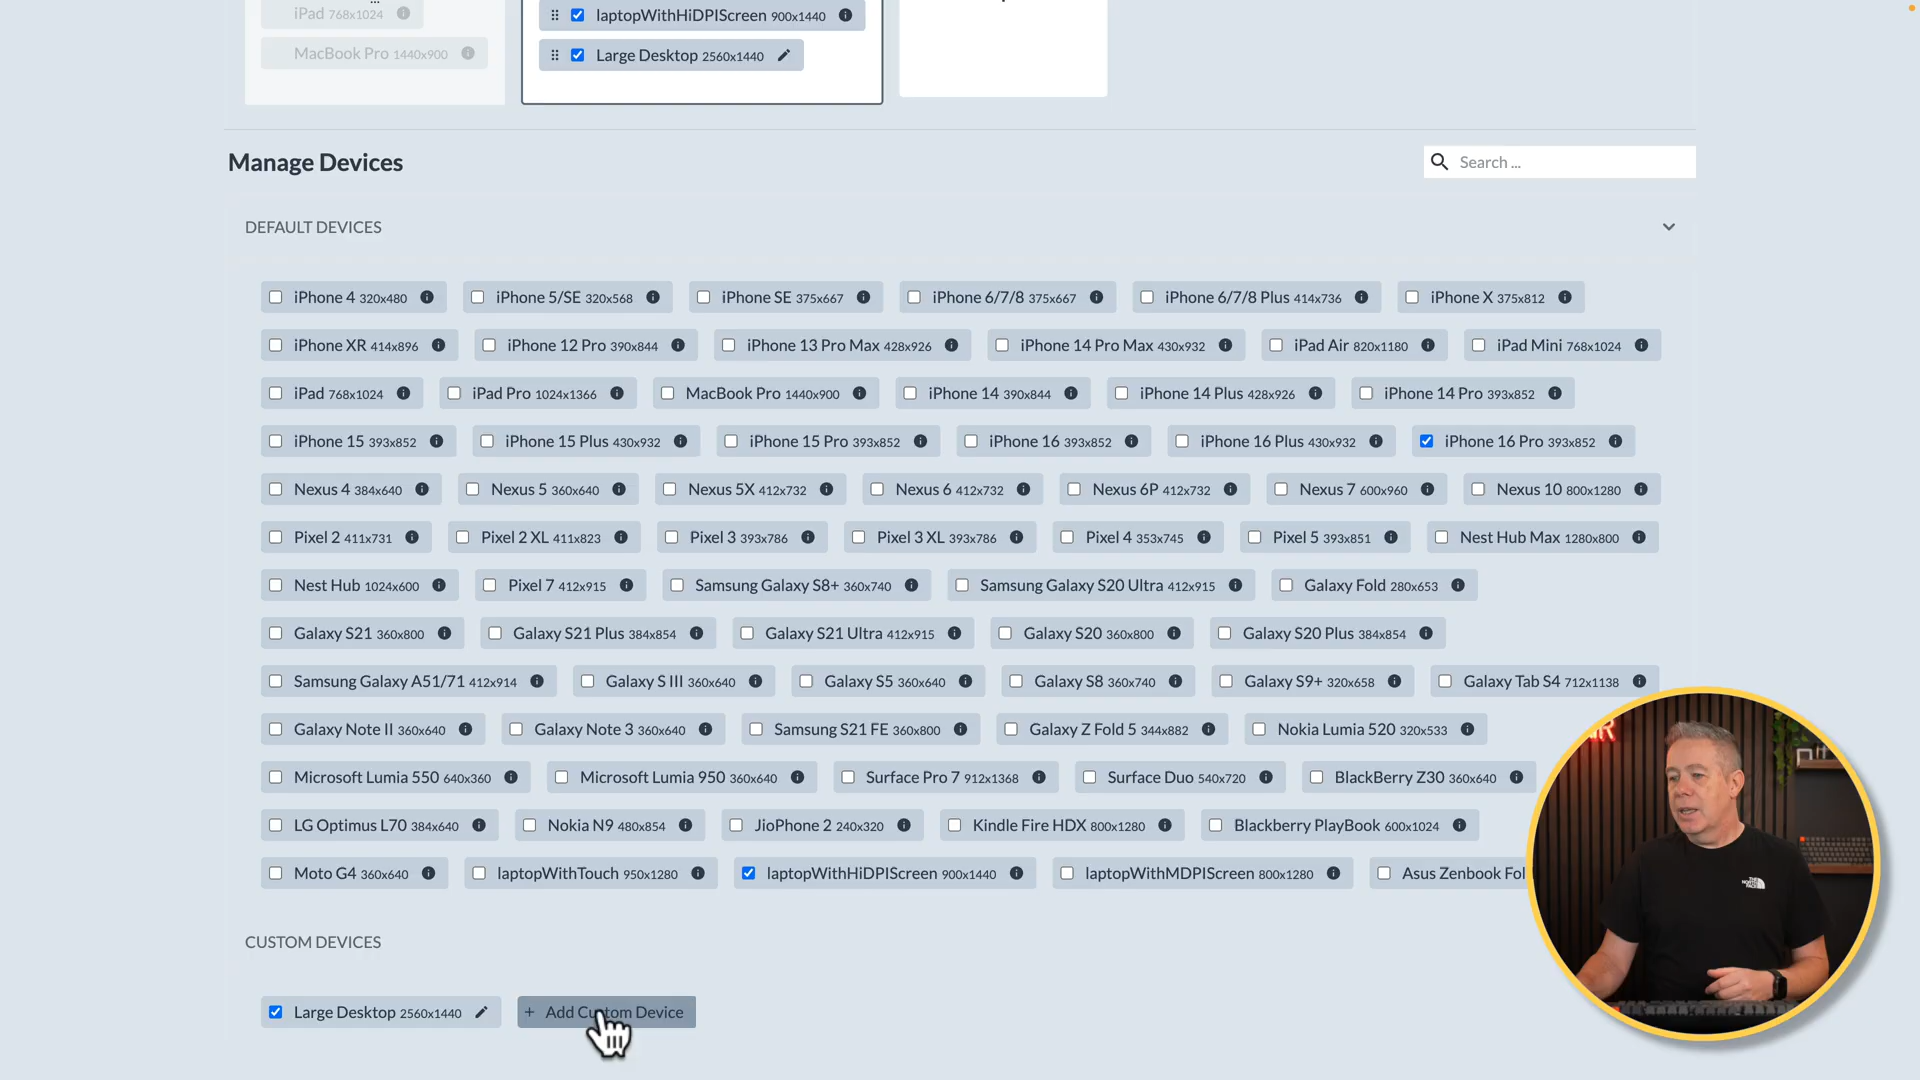 iPad 768x1024
laptopWithHiDPIScreen 900x1440
MacBook Pro 1440x900
Large Desktop 2560x1440
Manage Devices
Search ...
DEFAULT DEVICES
iPhone 4 320x480 iPhone 5/SE 320x568 iPhone SE 375x667 iPhone 6/7/8 375x667 iPhone 6/7/8 Plus 414x736 iPhone X 375x812
iPhone XR 414x896 iPhone 12 Pro 390x844 iPhone 13 Pro Max 428x926 iPhone 14 Pro Max 430x932 iPad Air 820x1180 iPad Mini 768x1024
iPad 768x1024 iPad Pro 1024x1366 MacBook Pro 1440x900 iPhone 14 390x844 iPhone 14 Plus 428x926 iPhone 14 Pro 393x852
iPhone 15 393x852 iPhone 15 Plus 430x932 iPhone 15 Pro 393x852 iPhone 16 393x852 iPhone 16 Plus 430x932 iPhone 16 Pro 393x852
Nexus 4 384x640 Nexus 5 360x640 Nexus 5X 412x732 Nexus 6 412x732 Nexus 6P 412x732 Nexus 7 600x960 Nexus 10 800x1280
Pixel 2 411x731 Pixel 2 XL 411x823 Pixel 3 393x786 Pixel 3 XL 393x786 Pixel 4 353x745 Pixel 5 393x851 Nest Hub Max 1280x800
Nest Hub 1024x600 Pixel 7 412x915 Samsung Galaxy S8+ 360x740 Samsung Galaxy S20 Ultra 412x915 Galaxy Fold 280x653
Galaxy S21 360x800 Galaxy S21 Plus 384x854 Galaxy S21 Ultra 412x915 Galaxy S20 360x800 Galaxy S20 Plus 384x854
Samsung Galaxy A51/71 412x914 Galaxy S III 360x640 Galaxy S5 360x640 Galaxy S8 360x740 Galaxy S9+ 320x658 Galaxy Tab S4 712x1138
Galaxy Note II 360x640 Galaxy Note 3 360x640 Samsung S21 FE 360x800 Galaxy Z Fold 5 344x882 Nokia Lumia 520 320x533
Microsoft Lumia 550 640x360 Microsoft Lumia 950 360x640 Surface Pro 7 912x1368 Surface Duo 540x720 BlackBerry Z30 360x640
LG Optimus L70 384x640 Nokia N9 480x854 JioPhone 2 240x320 Kindle Fire HDX 800x1280 Blackberry PlayBook 600x1024
Moto G4 360x640 laptopWithTouch 950x1280 laptopWithHiDPIScreen 900x1440 laptopWithMDPIScreen 800x1280 Asus Zenbook Fol
CUSTOM DEVICES
Large Desktop 2560x1440 + Add Custom Device